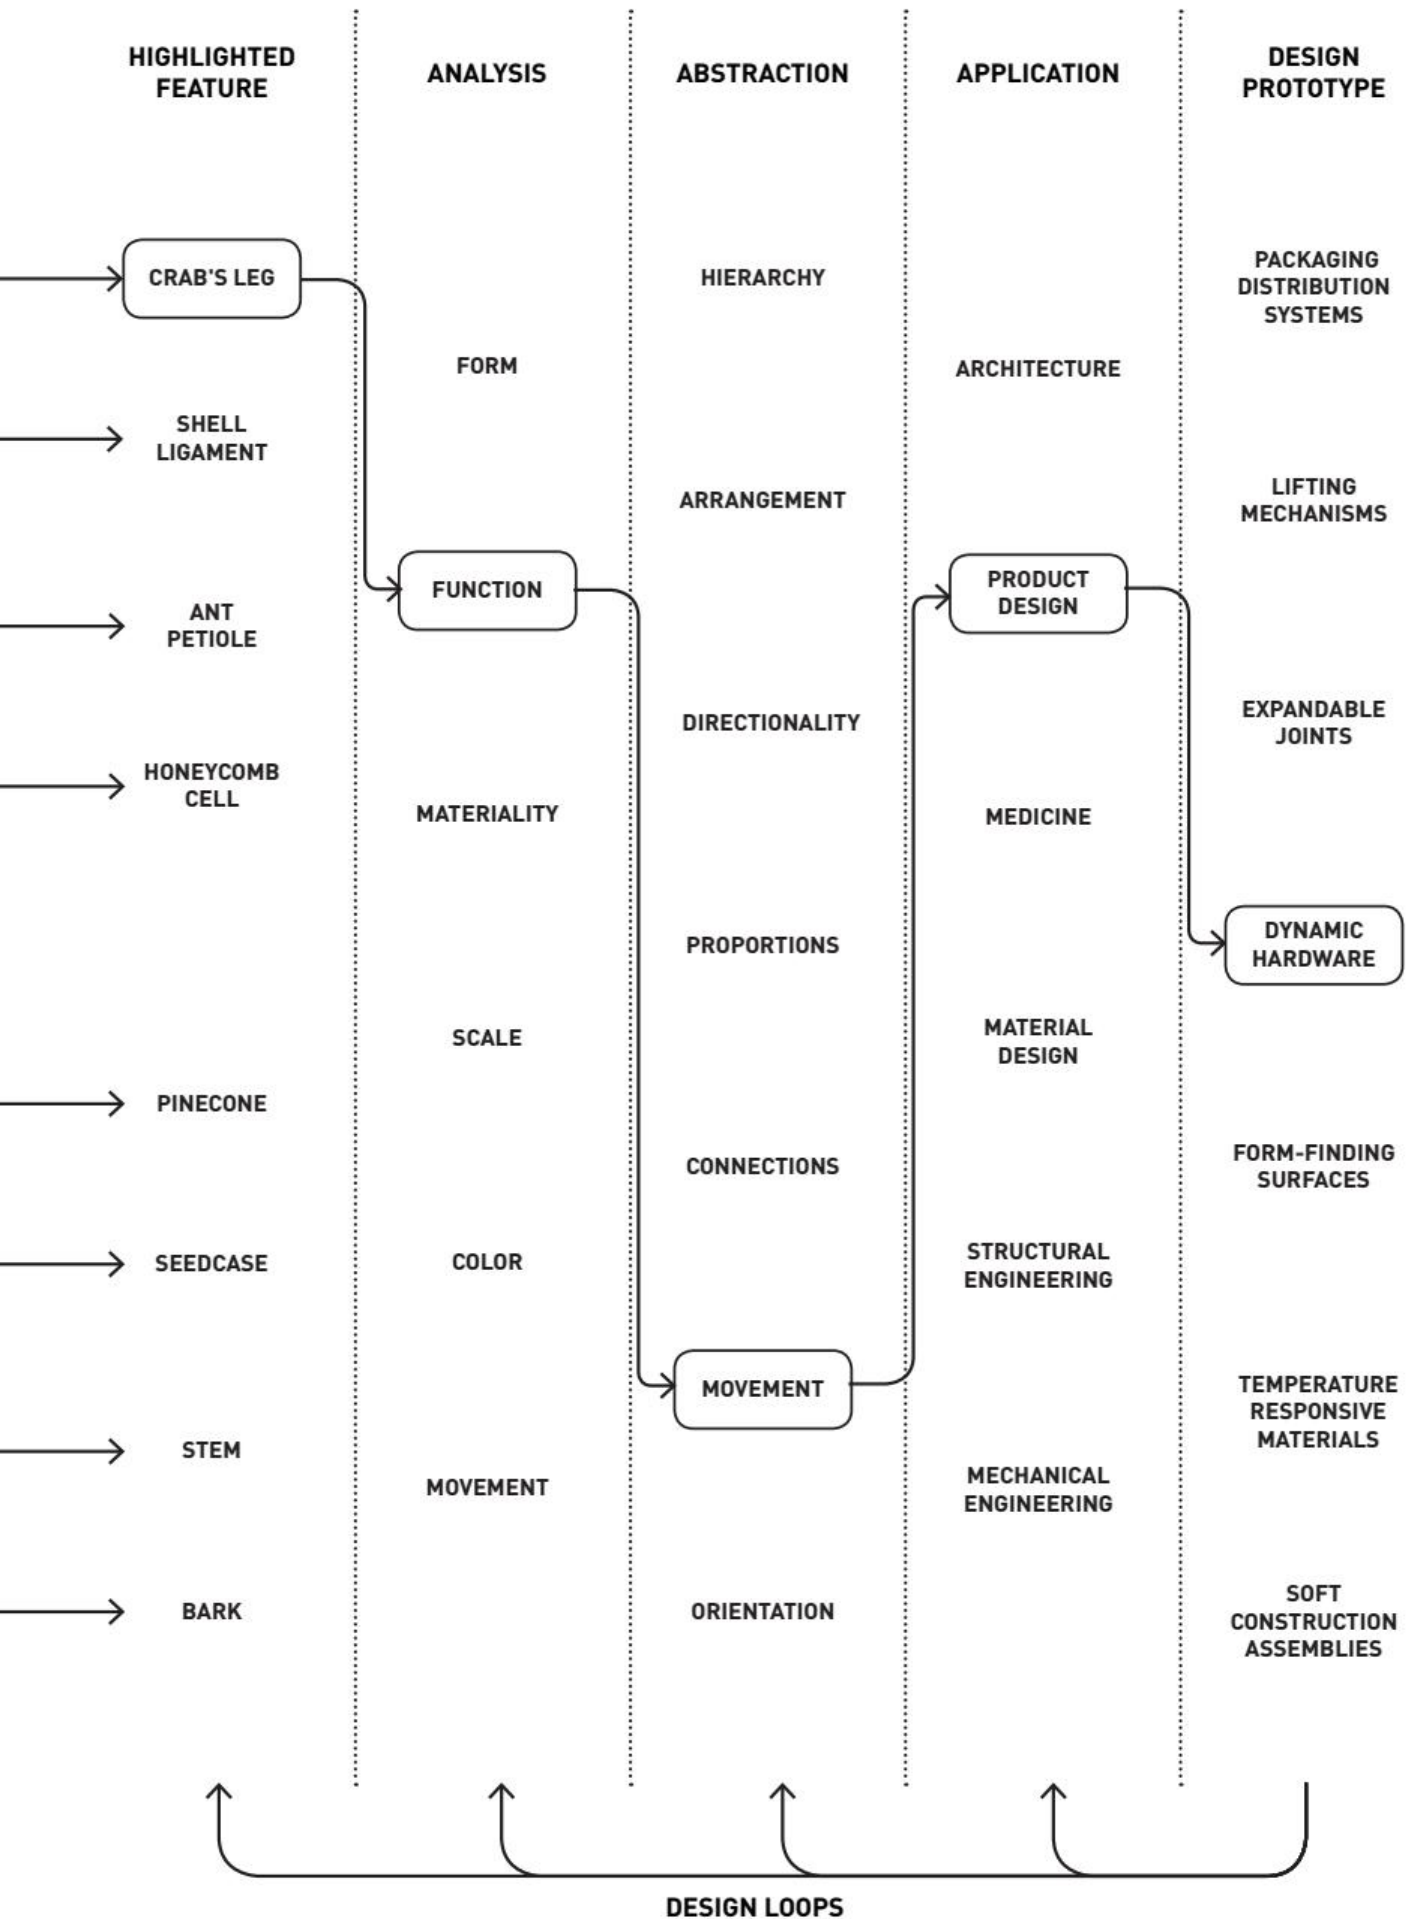 HIGHLIGHTED
FEATURE
ANALYSIS
ABSTRACTION
APPLICATION
DESIGN
PROTOTYPE
CRAB'S LEG
SHELL
LIGAMENT
ANT
PETIOLE
HONEYCOMB
CELL
PINECONE
SEEDCASE
STEM
BARK
FORM
FUNCTION
MATERIALITY
SCALE
COLOR
MOVEMENT
HIERARCHY
ARRANGEMENT
DIRECTIONALITY
PROPORTIONS
CONNECTIONS
MOVEMENT
ORIENTATION
ARCHITECTURE
PRODUCT
DESIGN
MEDICINE
MATERIAL
DESIGN
STRUCTURAL
ENGINEERING
MECHANICAL
ENGINEERING
PACKAGING
DISTRIBUTION
SYSTEMS
LIFTING
MECHANISMS
EXPANDABLE
JOINTS
DYNAMIC
HARDWARE
FORM-FINDING
SURFACES
TEMPERATURE
RESPONSIVE
MATERIALS
SOFT
CONSTRUCTION
ASSEMBLIES
DESIGN LOOPS